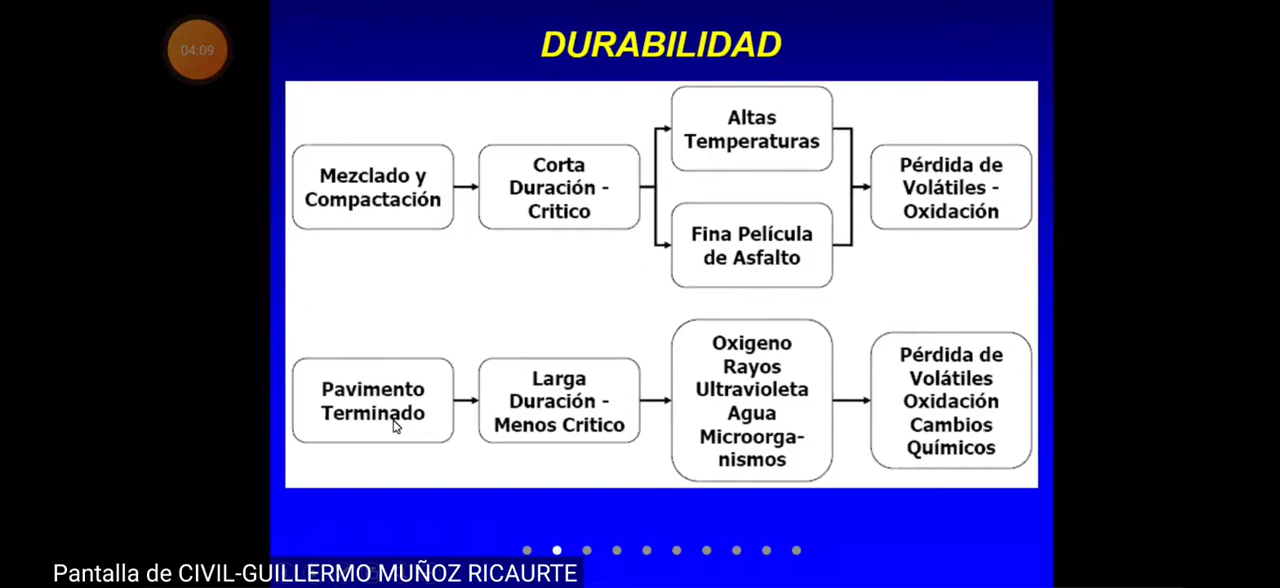 04:09
DURABILIDAD
Mezclado y
Compactación
Corta
Duración -
Critico
Altas
Temperaturas
Fina Película
de Asfalto
Pérdida de
Volátiles -
Oxidación
Pavimento
Terminado
Larga
Duración -
Menos Critico
Oxigeno
Rayos
Ultravioleta
Agua
Microorga-
nismos
Pérdida de
Volátiles
Oxidación
Cambios
Químicos
Pantalla de CIVIL-GUILLERMO MUÑOZ RICAURTE